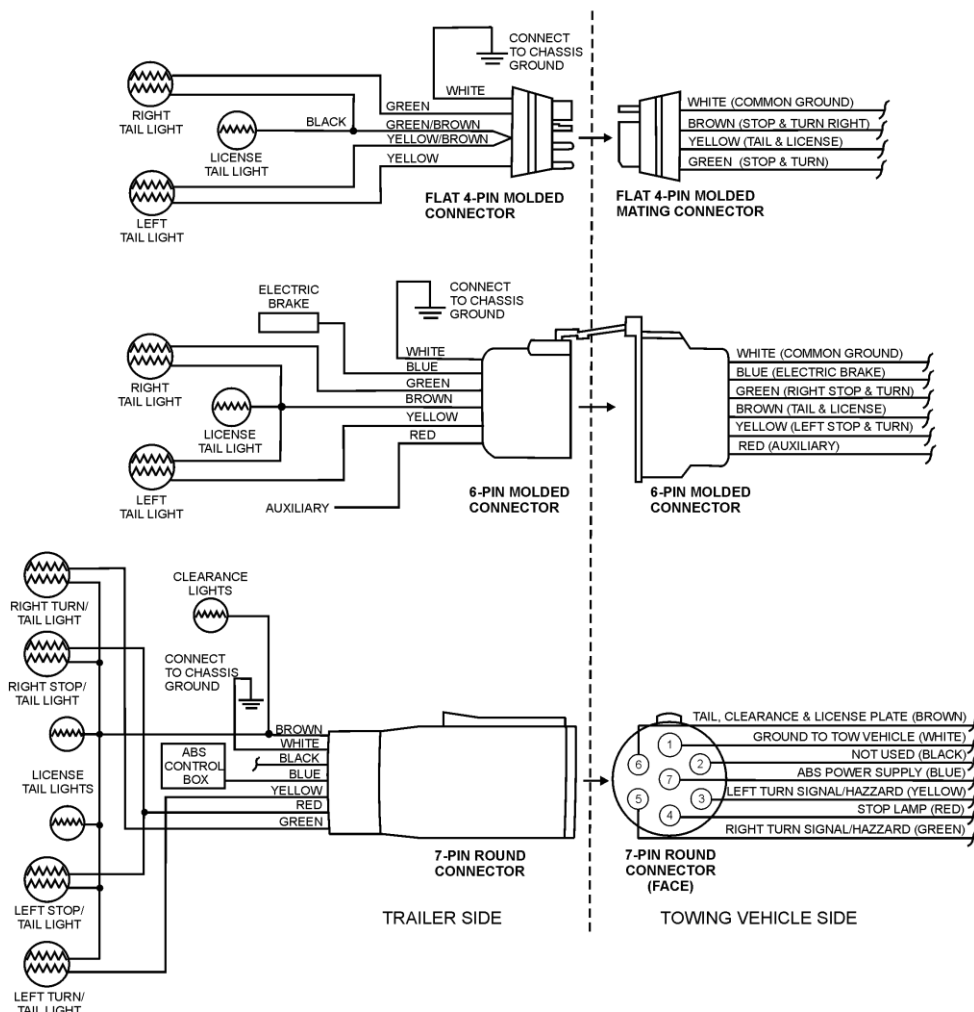 CONNECT
TO CHASSIS
GROUND
WHITE
GREEN
RIGHT
TAIL LIGHT
BLACK
GREEN/BROWN
YELLOW/BROWN
LICENSE
TAIL LIGHT
YELLOW
LEFT
TAIL LIGHT
FLAT 4-PIN MOLDED
CONNECTOR
WHITE (COMMON GROUND)
BROWN (STOP & TURN RIGHT)
YELLOW (TAIL & LICENSE)
GREEN (STOP & TURN)
FLAT 4-PIN MOLDED
MATING CONNECTOR
ELECTRIC
BRAKE
CONNECT
TO CHASSIS
GROUND
WHITE
BLUE
GREEN
BROWN
YELLOW
RED
RIGHT
TAIL LIGHT
LICENSE
TAIL LIGHT
LEFT
TAIL LIGHT
AUXILIARY
6-PIN MOLDED
CONNECTOR
WHITE (COMMON GROUND)
BLUE (ELECTRIC BRAKE)
GREEN (RIGHT STOP & TURN)
BROWN (TAIL & LICENSE)
YELLOW (LEFT STOP & TURN)
RED (AUXILIARY)
6-PIN MOLDED
CONNECTOR
CLEARANCE
LIGHTS
RIGHT TURN/
TAIL LIGHT
CONNECT
TO CHASSIS
GROUND
RIGHT STOP/
TAIL LIGHT
BROWN
WHITE
BLACK
BLUE
YELLOW
RED
GREEN
ABS
CONTROL
BOX
LICENSE
TAIL LIGHTS
LEFT STOP/
TAIL LIGHT
LEFT TURN/
TAIL LIGHT
7-PIN ROUND
CONNECTOR
TAIL, CLEARANCE & LICENSE PLATE (BROWN)
GROUND TO TOW VEHICLE (WHITE)
NOT USED (BLACK)
ABS POWER SUPPLY (BLUE)
LEFT TURN SIGNAL/HAZZARD (YELLOW)
STOP LAMP (RED)
RIGHT TURN SIGNAL/HAZZARD (GREEN)
1
6
2
7
5
3
4
7-PIN ROUND
CONNECTOR
(FACE)
TRAILER SIDE
TOWING VEHICLE SIDE